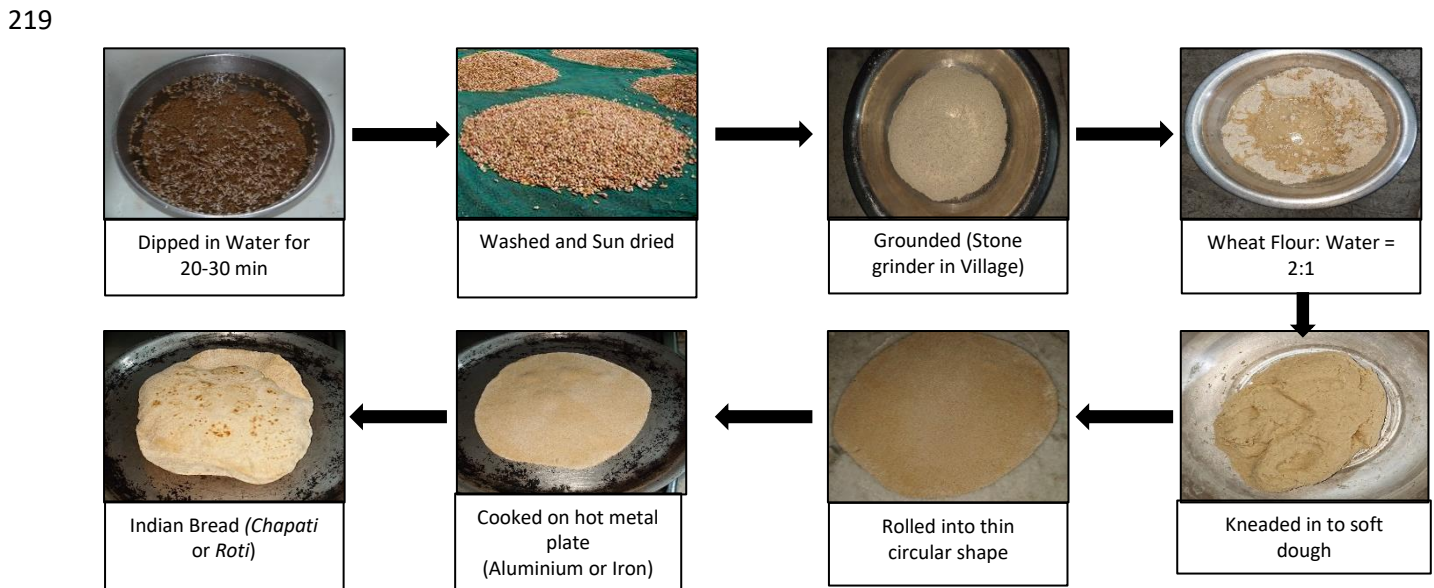 219
Dipped in Water for
20-30 min
Washed and Sun dried
Grounded (Stone
grinder in Village)
Wheat Flour: Water =
2:1
Kneaded in to soft
dough
Rolled into thin
circular shape
Cooked on hot metal
plate
(Aluminium or Iron)
Indian Bread (Chapati
or Roti)